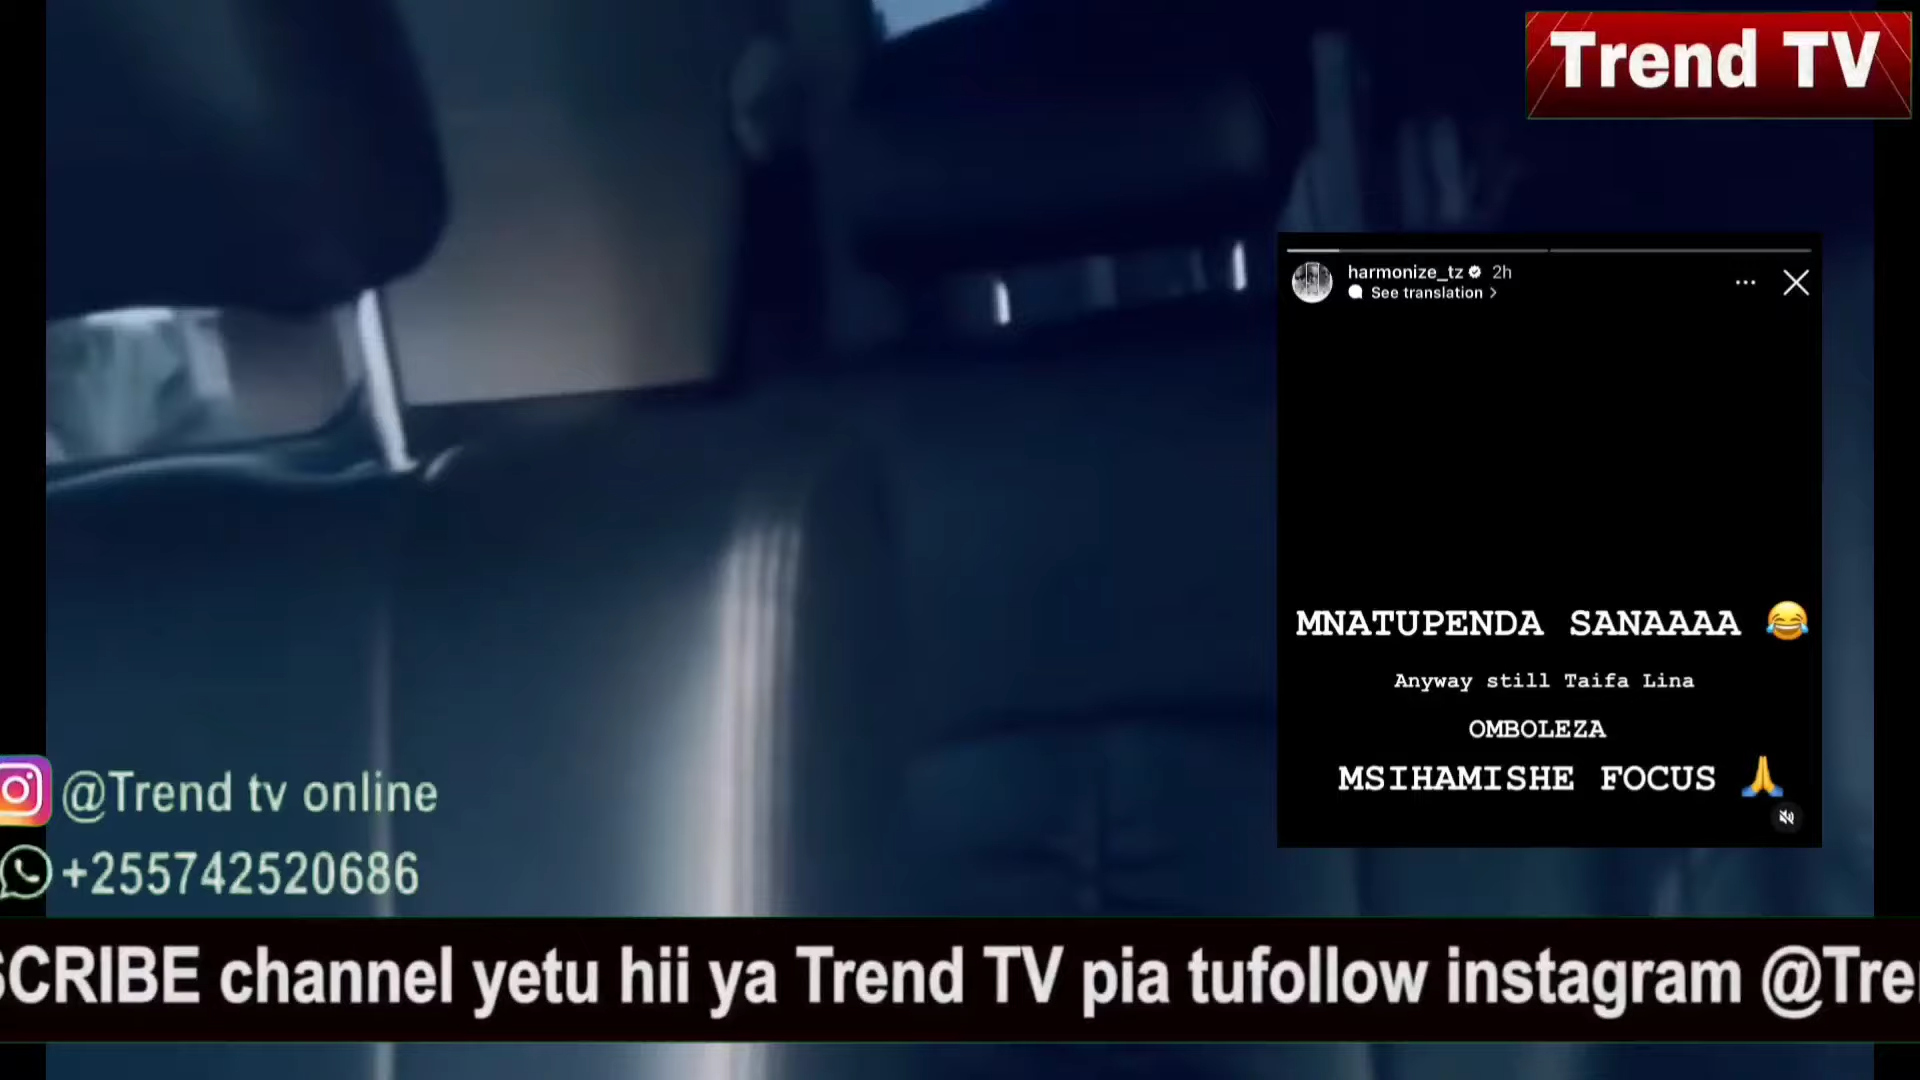 Trend TV
harmonize_tz 2h
See translation >
MNATUPENDA SANAAAA 😂
Anyway still Taifa Lina
OMBOLEZA
MSIHAMISHE FOCUS 🙏
@Trend tv online
+255742520686
SCRIBE channel yetu hii ya Trend TV pia tufollow instagram @Tre